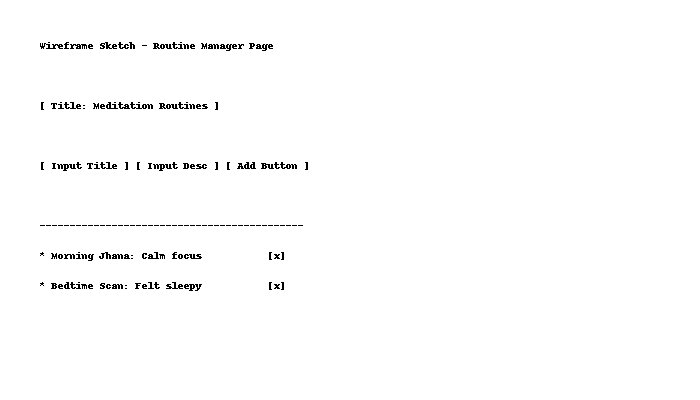 Wireframe Sketch - Routine Manager Page
[ Title: Meditation Routines ]
[ Input Title ] [ Input Desc ] [ Add Button ]
--------------------------------------------
* Morning Jhana: Calm focus           [x]
* Bedtime Scan: Felt sleepy           [x]